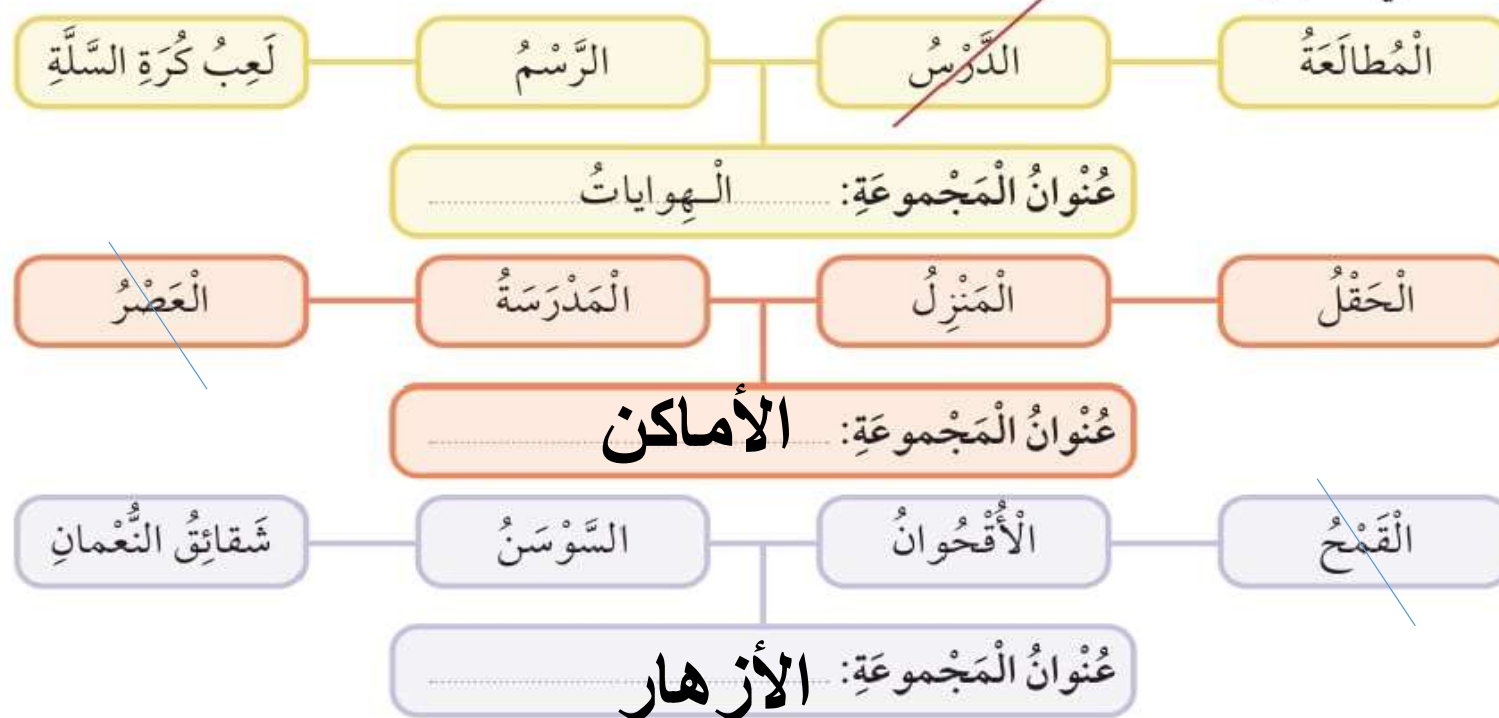 الْمُطالَعَةُ الدَّرْسُ الرَّسْمُ لَعِبُ كُرَةِ السَّلَّةِ
عُنْوانُ الْمَجْموعَةِ: الْـهِواياتُ
الْحَقْلُ الْمَنْزِلُ الْمَدْرَسَةُ الْعَصْرُ
عُنْوانُ الْمَجْموعَةِ: الأماكن
الْقَمْحُ الْأُقْحُوانُ السَّوْسَنُ شَقائِقُ النُّعْمانِ
عُنْوانُ الْمَجْموعَةِ: الأزهار